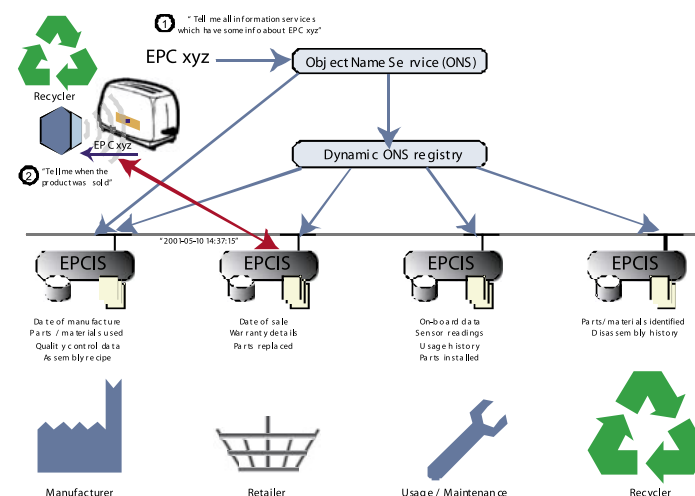 1
" Tell me all information services
which have some info about EPC xyz"
EPC xyz
Object Name Service (ONS)
Recycler
EPC xyz
Dynamic ONS registry
2
"Tell me when the
product was sold"
"2001-05-10 14:37:15"
EPCIS
EPCIS
EPCIS
EPCIS
Date of manufacture
Parts / materials used
Quality control data
Assembly recipe
Date of sale
Warranty details
Parts replaced
On-board data
Sensor readings
Usage history
Parts installed
Parts/ materials identified
Disassembly history
Manufacturer
Retailer
Usage / Maintenance
Recycler